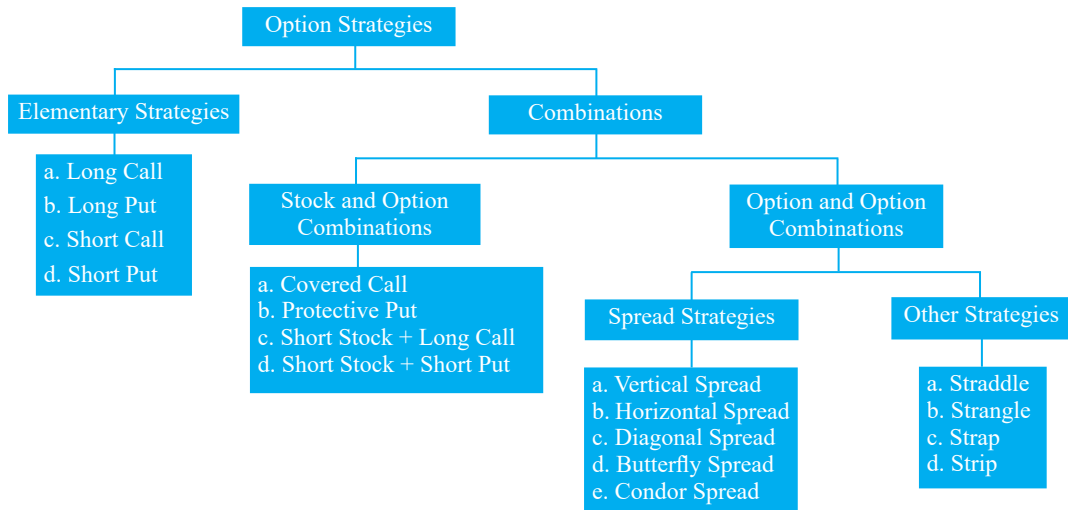 Option Strategies
Elementary Strategies
Combinations
a. Long Call
b. Long Put
c. Short Call
d. Short Put
Stock and Option
Combinations
Option and Option
Combinations
a. Covered Call
b. Protective Put
c. Short Stock + Long Call
d. Short Stock + Short Put
Spread Strategies
Other Strategies
a. Vertical Spread
b. Horizontal Spread
c. Diagonal Spread
d. Butterfly Spread
e. Condor Spread
a. Straddle
b. Strangle
c. Strap
d. Strip